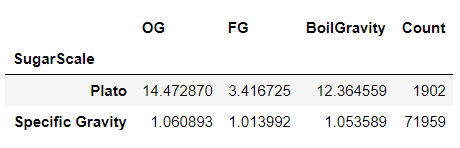 OG FG BoilGravity Count
SugarScale
Plato 14.472870 3.416725 12.364559 1902
Specific Gravity 1.060893 1.013992 1.053589 71959